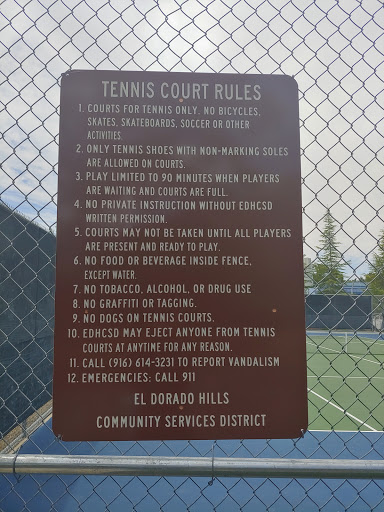 TENNIS COURT RULES
1. COURTS FOR TENNIS ONLY. NO BICYCLES,
SKATES, SKATEBOARDS, SOCCER OR OTHER
ACTIVITIES.
2. ONLY TENNIS SHOES WITH NON-MARKING SOLES
ARE ALLOWED ON COURTS.
3. PLAY LIMITED TO 90 MINUTES WHEN PLAYERS
ARE WAITING AND COURTS ARE FULL.
4. NO PRIVATE INSTRUCTION WITHOUT EDHCSD
WRITTEN PERMISSION.
5. COURTS MAY NOT BE TAKEN UNTIL ALL PLAYERS
ARE PRESENT AND READY TO PLAY.
6. NO FOOD OR BEVERAGE INSIDE FENCE,
EXCEPT WATER.
7. NO TOBACCO, ALCOHOL, OR DRUG USE
8. NO GRAFFITI OR TAGGING.
9. NO DOGS ON TENNIS COURTS.
10. EDHCSD MAY EJECT ANYONE FROM TENNIS
COURTS AT ANYTIME FOR ANY REASON.
11. CALL (916) 614-3231 TO REPORT VANDALISM
12. EMERGENCIES: CALL 911
EL DORADO HILLS
COMMUNITY SERVICES DISTRICT